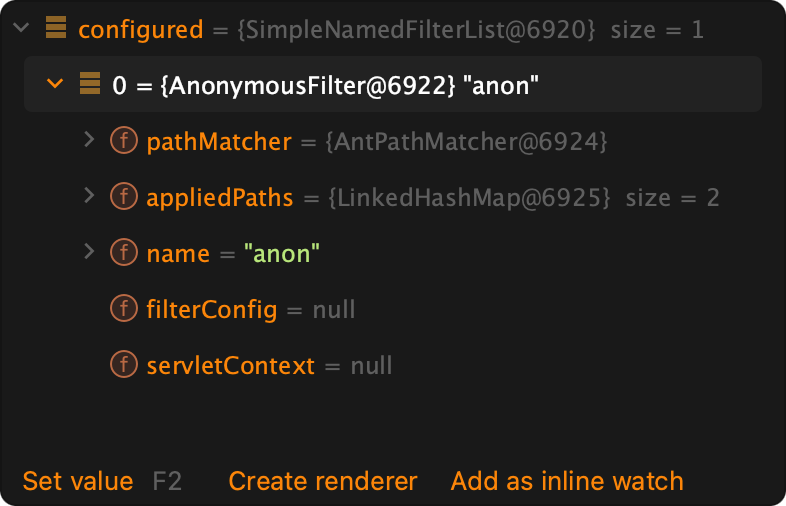 configured = {SimpleNamedFilterList@6920} size = 1
0 = {AnonymousFilter@6922} "anon"
f pathMatcher = {AntPathMatcher@6924}
f appliedPaths = {LinkedHashMap@6925} size = 2
f name = "anon"
f filterConfig = null
f servletContext = null
Set value F2 Create renderer Add as inline watch